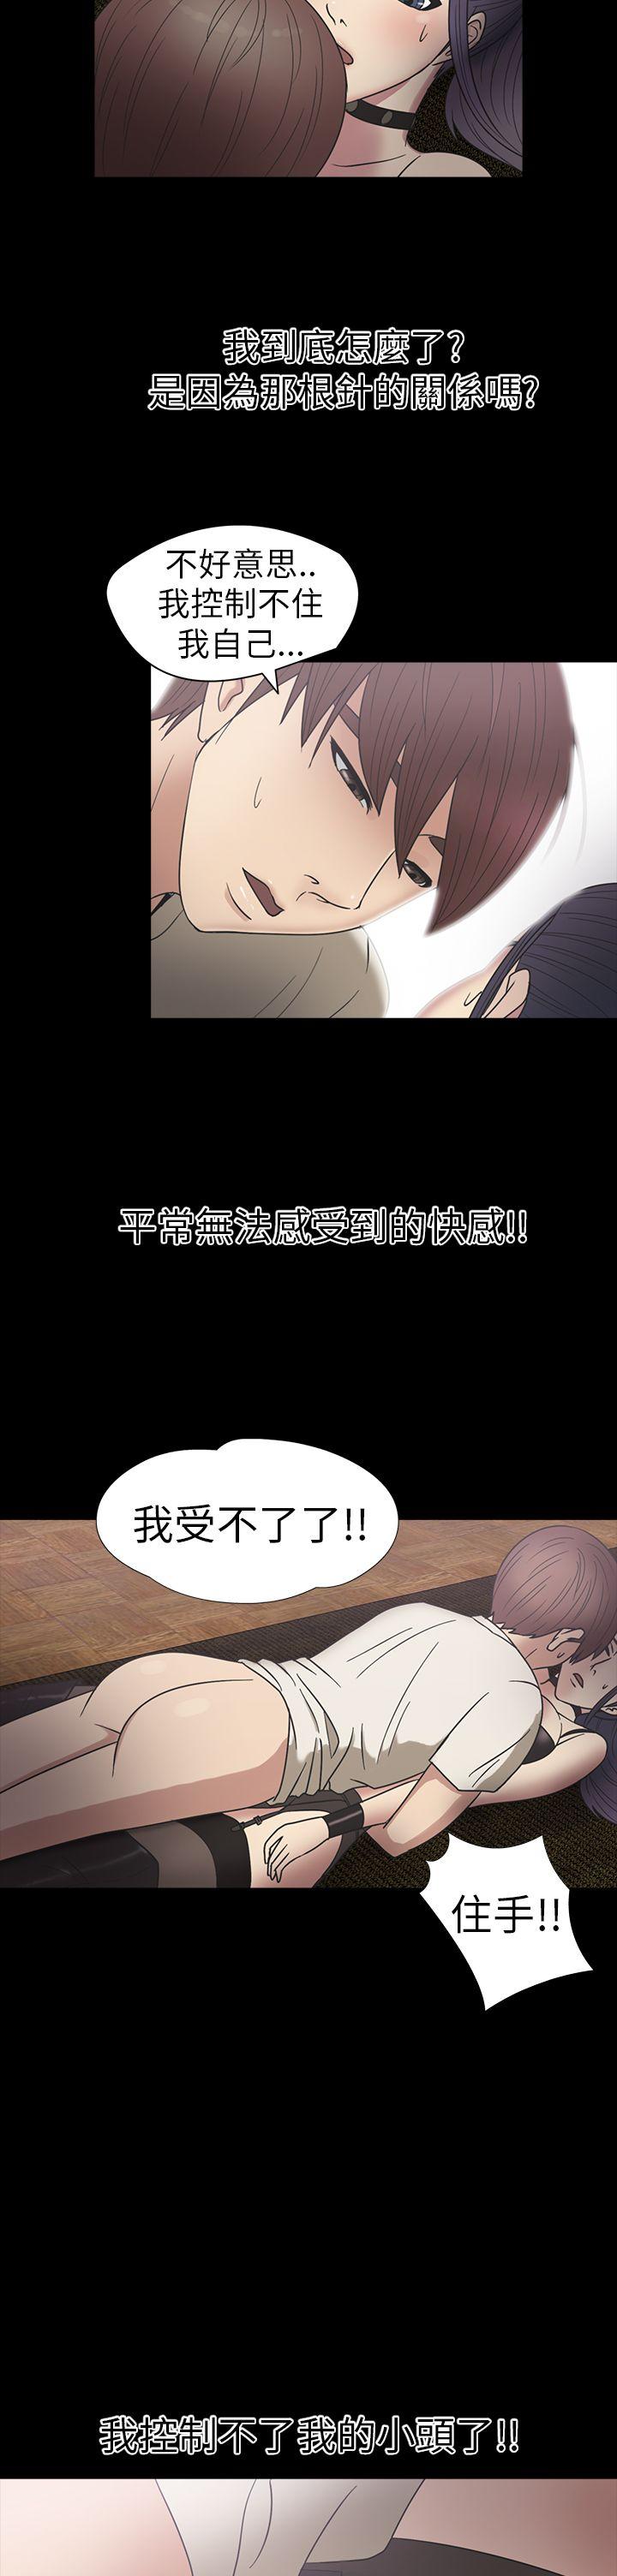 我到底怎麼了?
是因為那根針的關係嗎?
不好意思..
我控制不住
我自己...
平常無法感受到的快感!!
我受不了了!!
住手!!
我控制不了我的小頭了!!